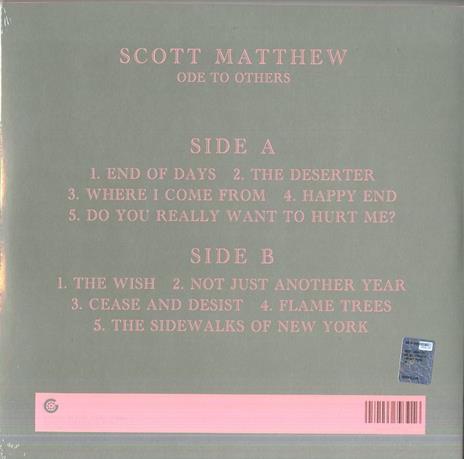 SCOTT MATTHEW
ODE TO OTHERS
SIDE A
1. END OF DAYS 2. THE DESERTER
3. WHERE I COME FROM 4. HAPPY END
5. DO YOU REALLY WANT TO HURT ME?
SIDE B
1. THE WISH 2. NOT JUST ANOTHER YEAR
3. CEASE AND DESIST 4. FLAME TREES
5. THE SIDEWALKS OF NEW YORK